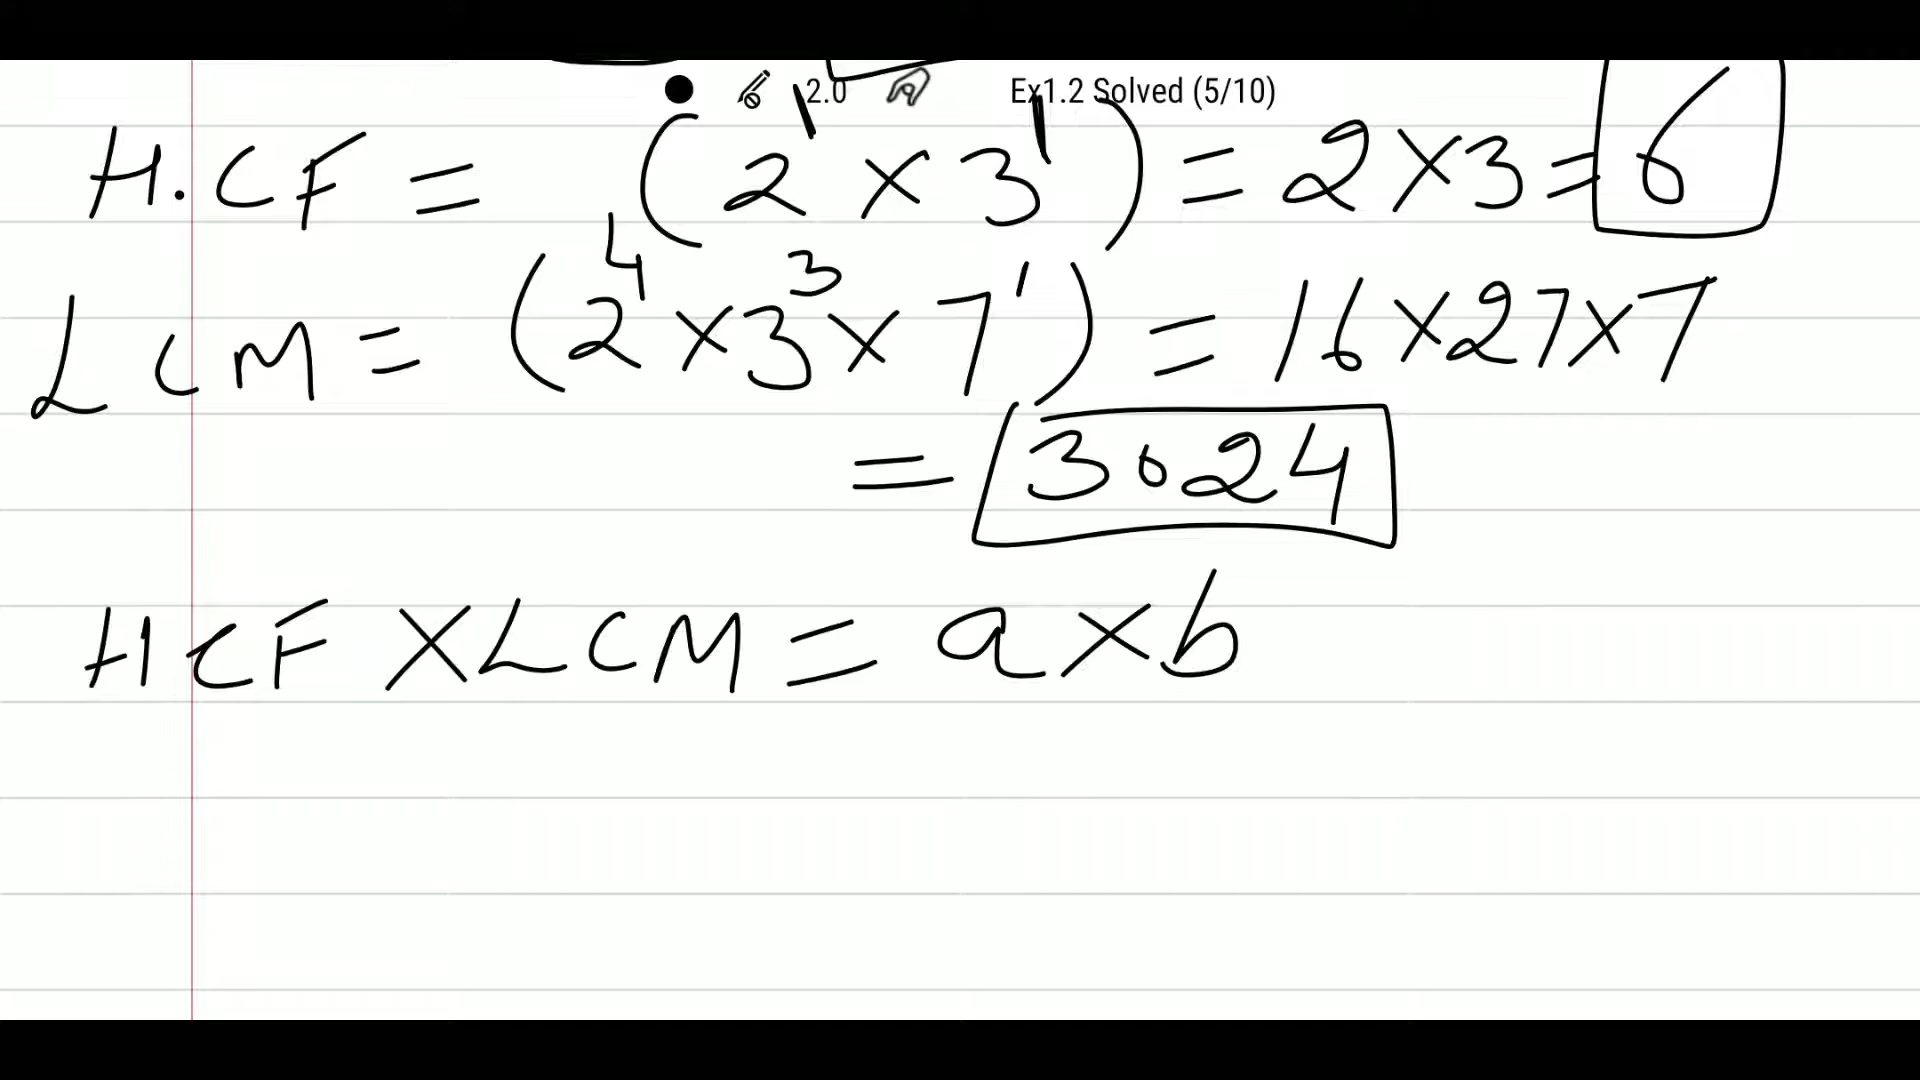 2.0 Ex1.2 Solved (5/10)
H.CF = (2¹ × 3¹) = 2×3 = 6
LCM = (2⁴×3³×7¹) = 16×27×7
= 3024
HCF × LCM = a×b